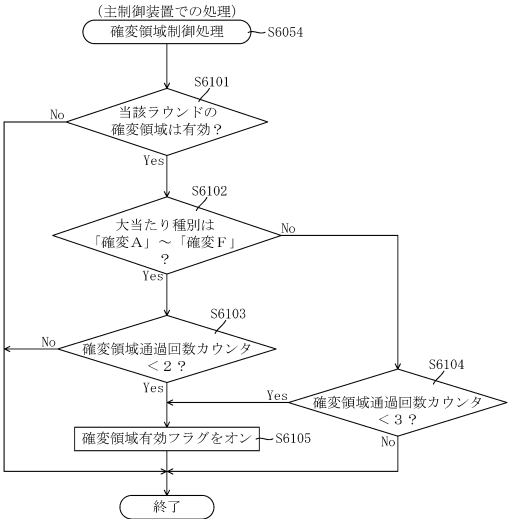 (主制御装置での処理)
確変領域制御処理
S6054
S6101
No
当該ラウンドの
確変領域は有効?
Yes
S6102
大当たり種別は
「確変A」~「確変F」
?
No
Yes
S6103
No
確変領域通過回数カウンタ
<2?
Yes
S6104
Yes
確変領域通過回数カウンタ
<3?
No
確変領域有効フラグをオン
S6105
終了